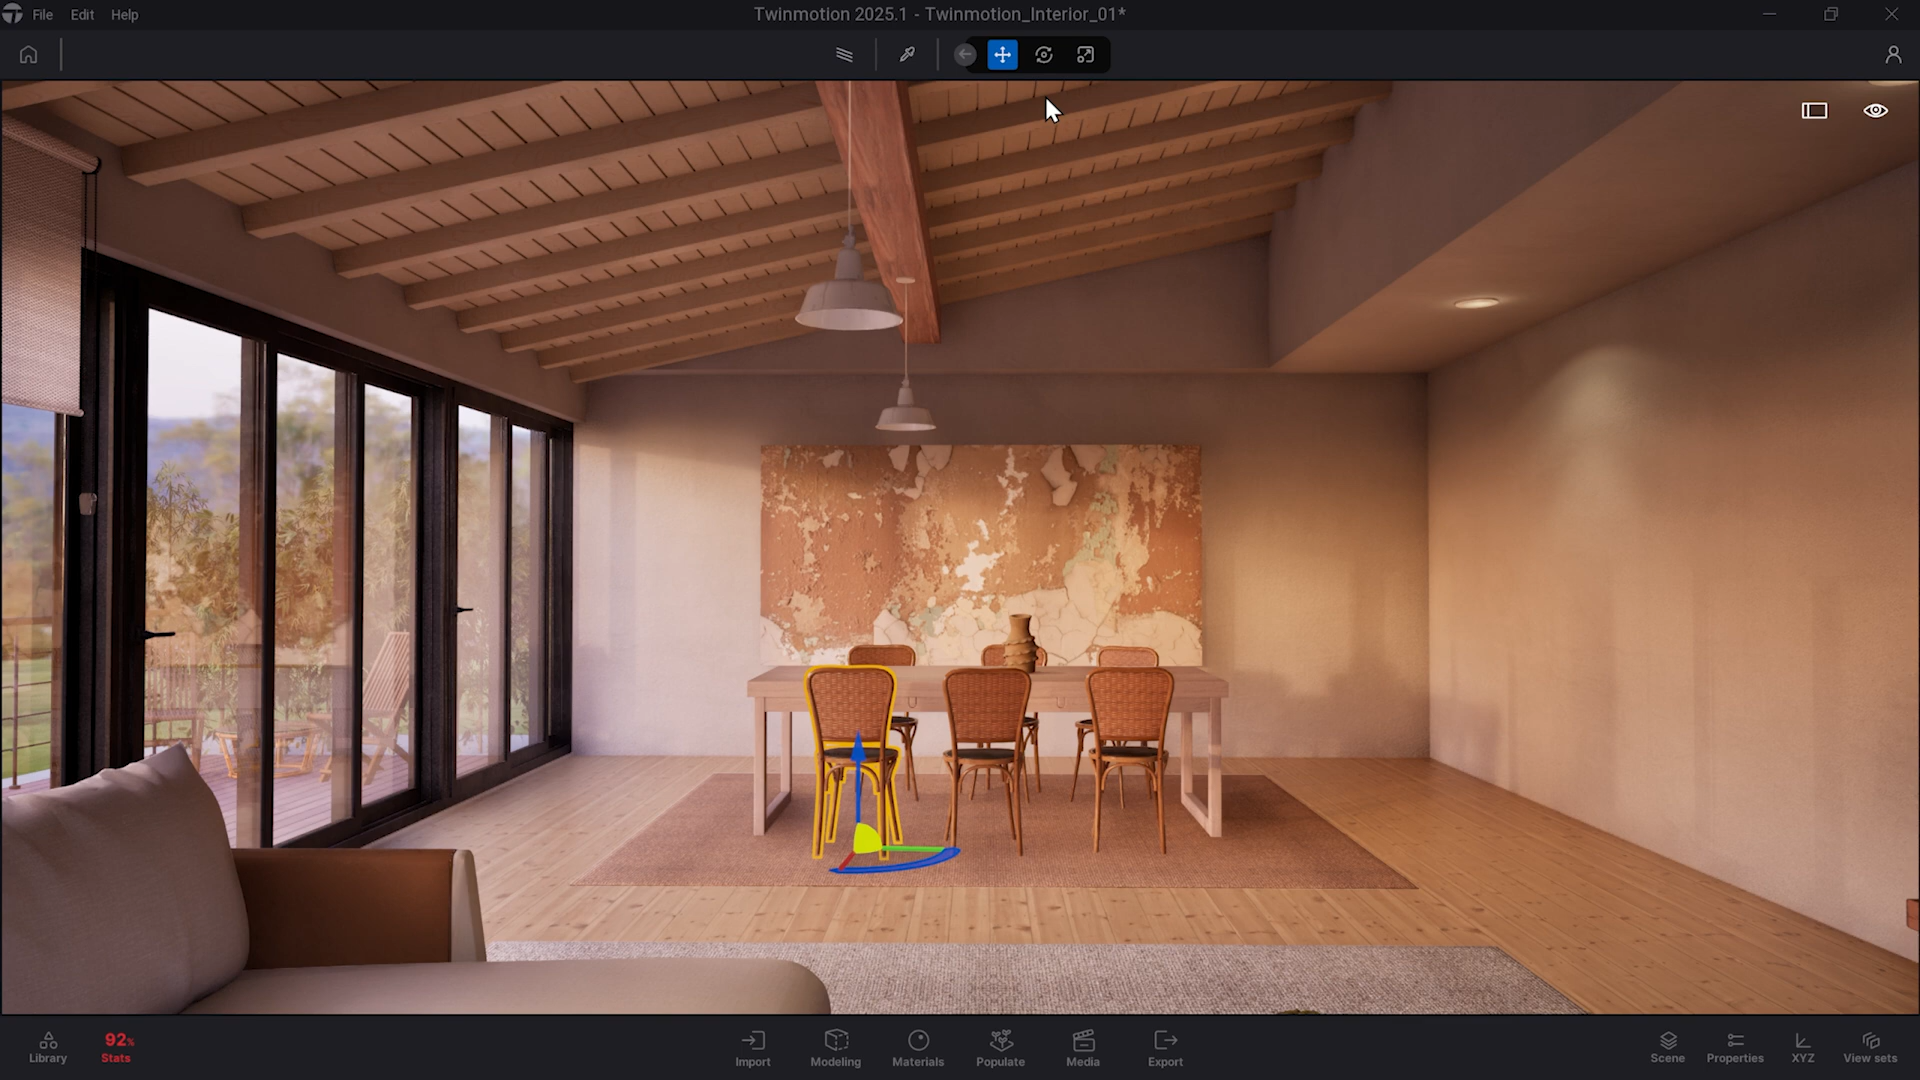 File Edit Help
Twinmotion 2025.1 - Twinmotion_Interior_01*
Library
92%
Stats
Import
Modeling
Materials
Populate
Media
Export
Scene
Properties
XYZ
View sets